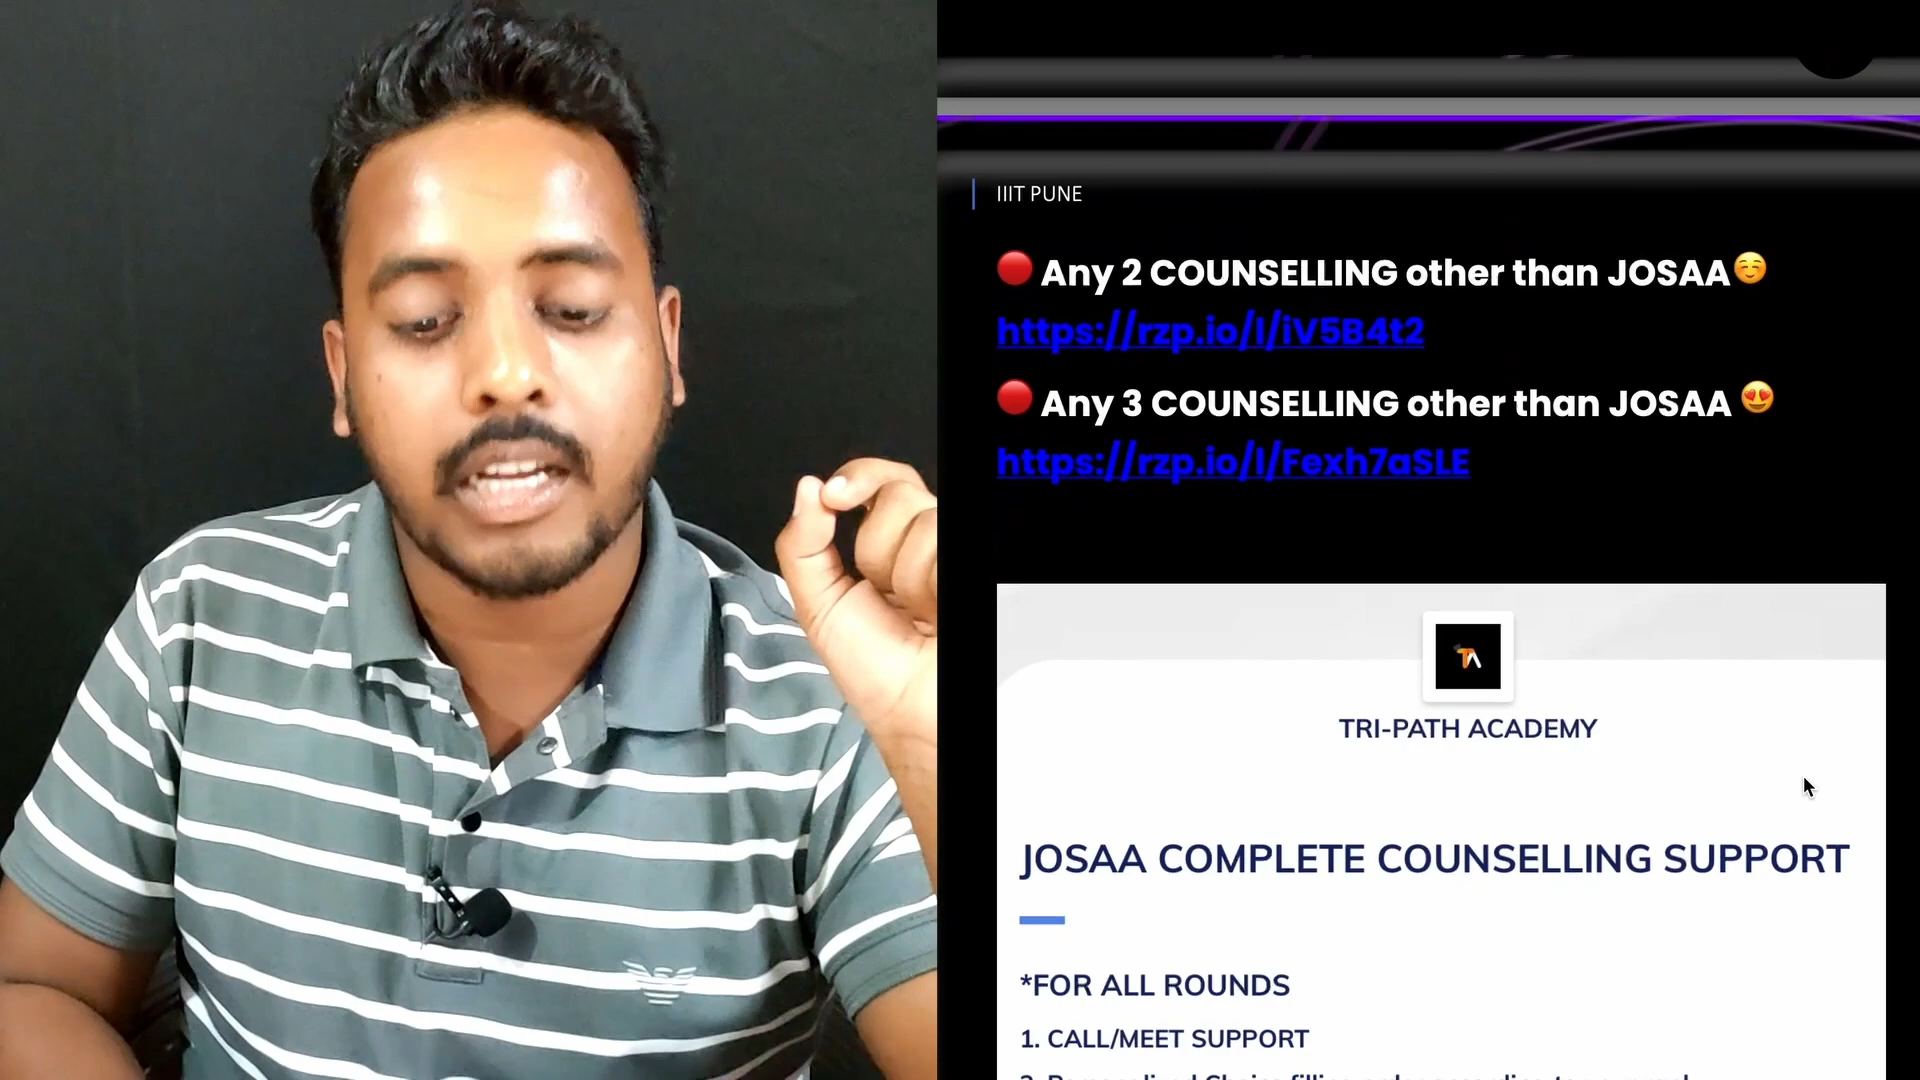 IIIT PUNE
Any 2 COUNSELLING other than JOSAA
https://rzp.io/l/iV5B4t2
Any 3 COUNSELLING other than JOSAA
https://rzp.io/l/Fexh7aSLE
TA
TRI-PATH ACADEMY
JOSAA COMPLETE COUNSELLING SUPPORT
*FOR ALL ROUNDS
1. CALL/MEET SUPPORT